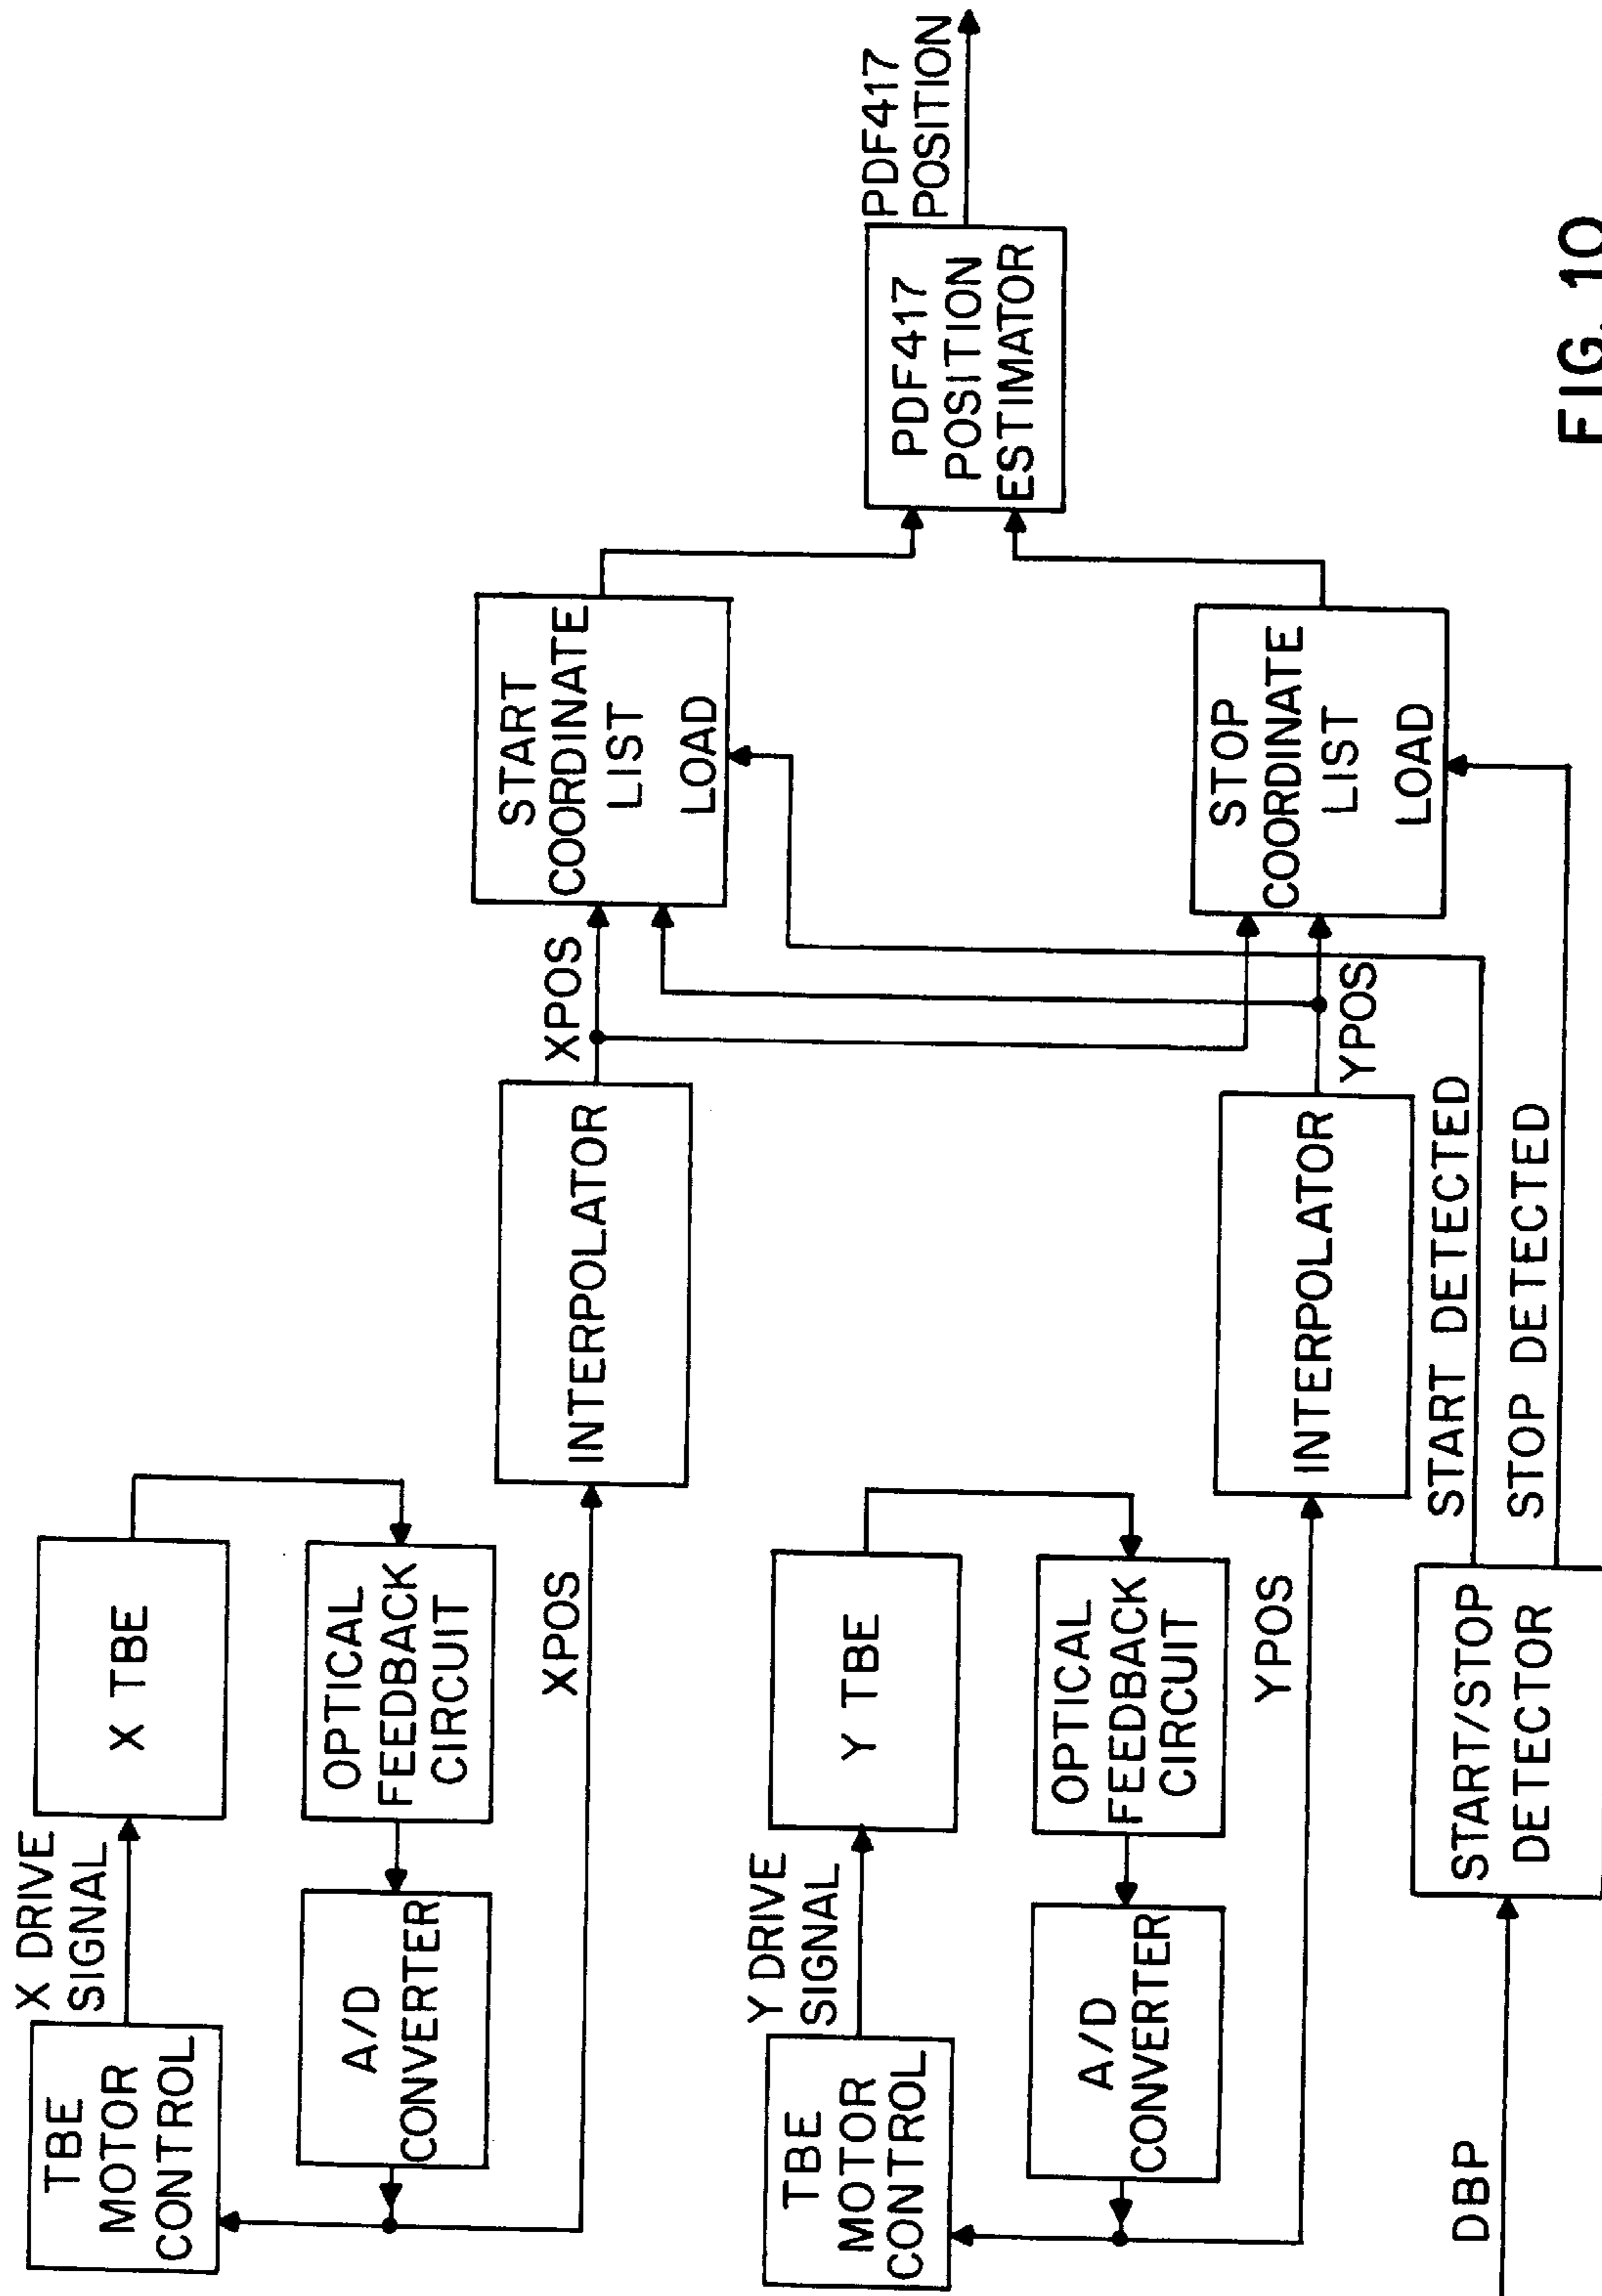 X DRIVE
SIGNAL
TBE
MOTOR
CONTROL
X TBE
OPTICAL
FEEDBACK
CIRCUIT
A/D
CONVERTER
XPOS
INTERPOLATOR
XPOS
START
COORDINATE
LIST
LOAD
PDF417
POSITION
ESTIMATOR
PDF417
POSITION
Y DRIVE
SIGNAL
TBE
MOTOR
CONTROL
Y TBE
OPTICAL
FEEDBACK
CIRCUIT
A/D
CONVERTER
YPOS
INTERPOLATOR
YPOS
STOP
COORDINATE
LIST
LOAD
DBP
START/STOP
DETECTOR
START DETECTED
STOP DETECTED
FIG. 10